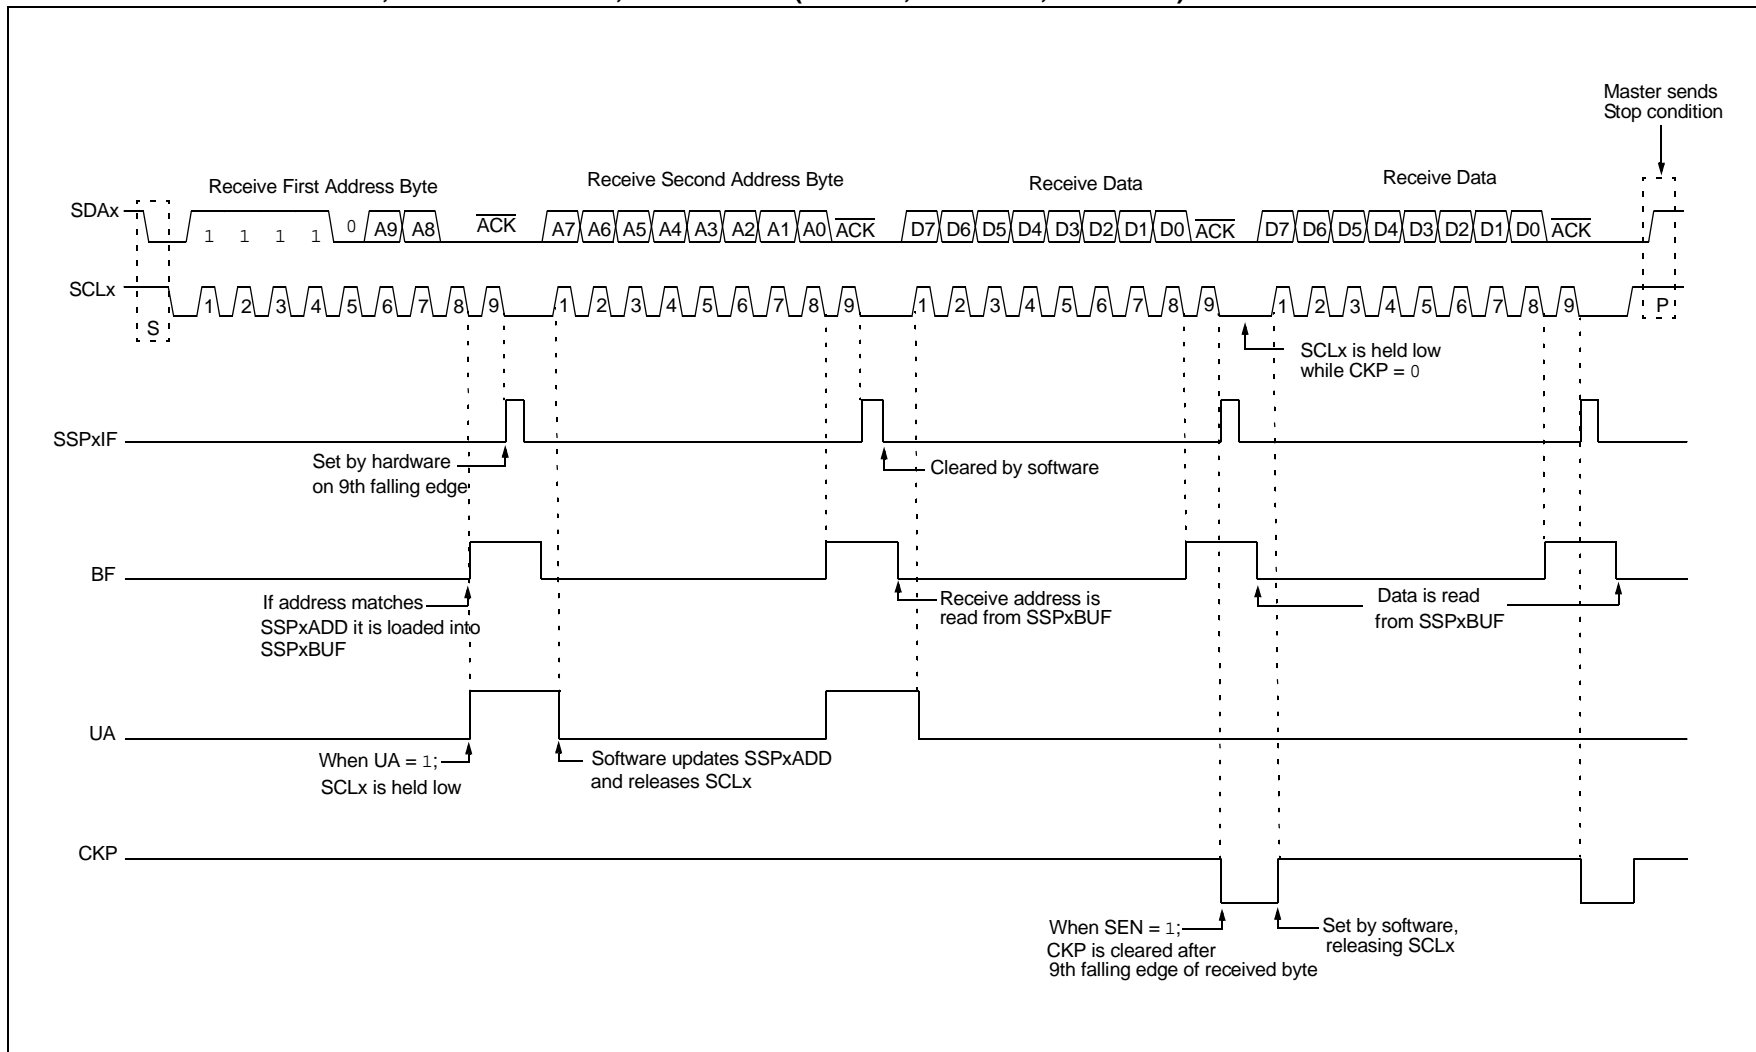 Master sends
Stop condition
Receive First Address Byte
Receive Second Address Byte
Receive Data
Receive Data
SDAx
1 1 1 1 0 A9 A8 ACK A7 A6 A5 A4 A3 A2 A1 A0 ACK D7 D6 D5 D4 D3 D2 D1 D0 ACK D7 D6 D5 D4 D3 D2 D1 D0 ACK
SCLx
S 1 2 3 4 5 6 7 8 9 1 2 3 4 5 6 7 8 9 1 2 3 4 5 6 7 8 9 1 2 3 4 5 6 7 8 9 P
SCLx is held low
while CKP = 0
SSPxIF
Set by hardware
on 9th falling edge
Cleared by software
BF
If address matches
SSPxADD it is loaded into
SSPxBUF
Receive address is
read from SSPxBUF
Data is read
from SSPxBUF
UA
When UA = 1;
SCLx is held low
Software updates SSPxADD
and releases SCLx
CKP
When SEN = 1;
CKP is cleared after
9th falling edge of received byte
Set by software,
releasing SCLx